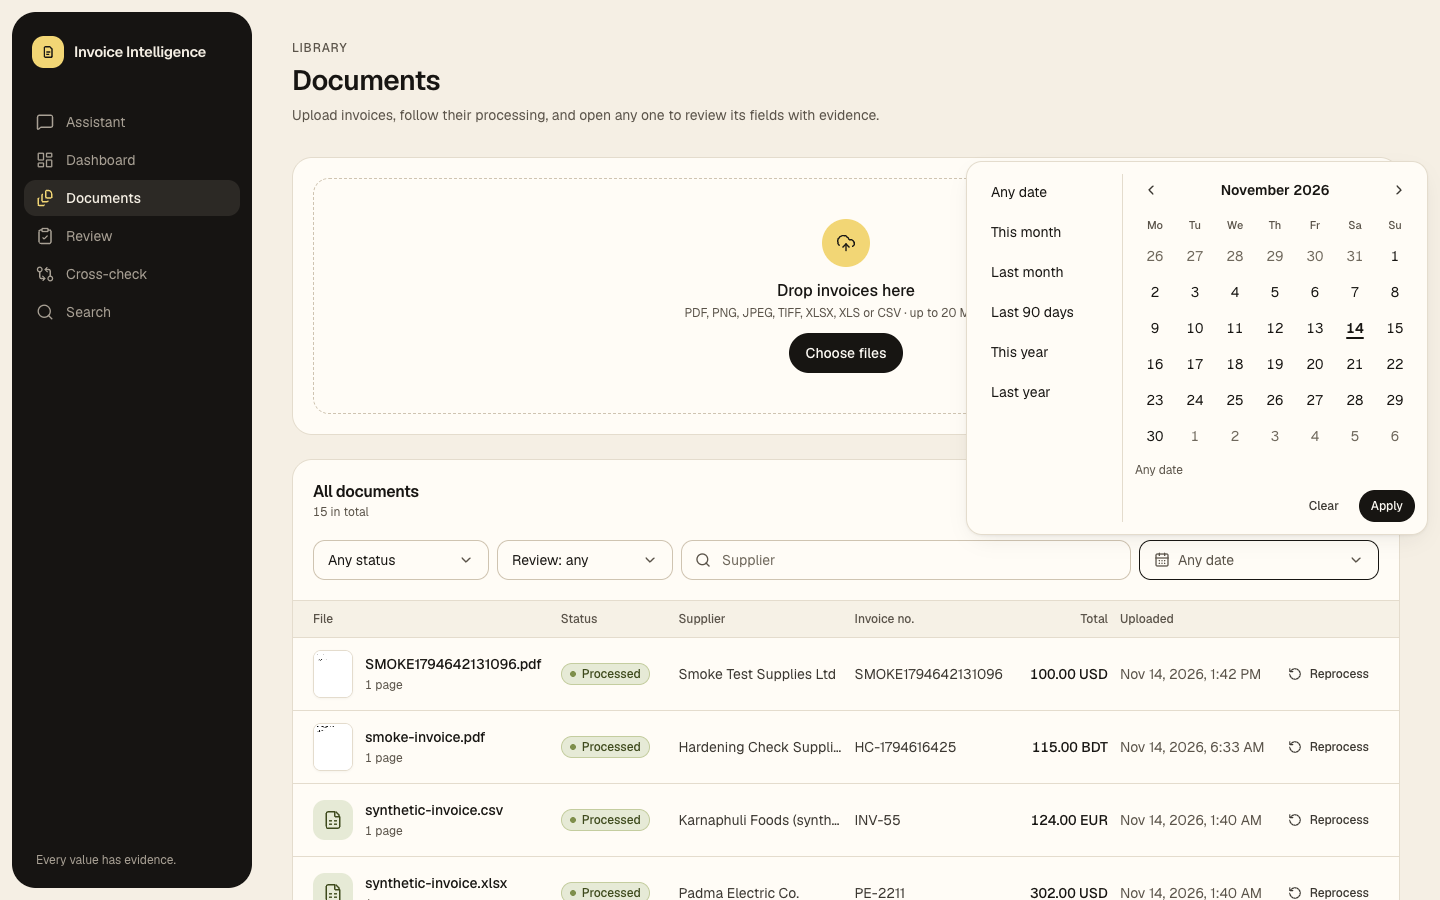 Invoice Intelligence
Assistant
Dashboard
Documents
Review
Cross-check
Search
Every value has evidence.
LIBRARY
Documents
Upload invoices, follow their processing, and open any one to review its fields with evidence.
Drop invoices here
PDF, PNG, JPEG, TIFF, XLSX, XLS or CSV · up to 20
Choose files
Any date
This month
Last month
Last 90 days
This year
Last year
November 2026
Mo Tu We Th Fr Sa Su
26 27 28 29 30 31 1
2 3 4 5 6 7 8
9 10 11 12 13 14 15
16 17 18 19 20 21 22
23 24 25 26 27 28 29
30 1 2 3 4 5 6
Any date
Clear Apply
All documents
15 in total
Any status Review: any Supplier Any date
File Status Supplier Invoice no. Total Uploaded
SMOKE1794642131096.pdf Processed Smoke Test Supplies Ltd SMOKE1794642131096 100.00 USD Nov 14, 2026, 1:42 PM Reprocess
1 page
smoke-invoice.pdf Processed Hardening Check Suppli... HC-1794616425 115.00 BDT Nov 14, 2026, 6:33 AM Reprocess
1 page
synthetic-invoice.csv Processed Karnaphuli Foods (synth... INV-55 124.00 EUR Nov 14, 2026, 1:40 AM Reprocess
1 page
synthetic-invoice.xlsx Processed Padma Electric Co. PE-2211 302.00 USD Nov 14, 2026, 1:40 AM Reprocess